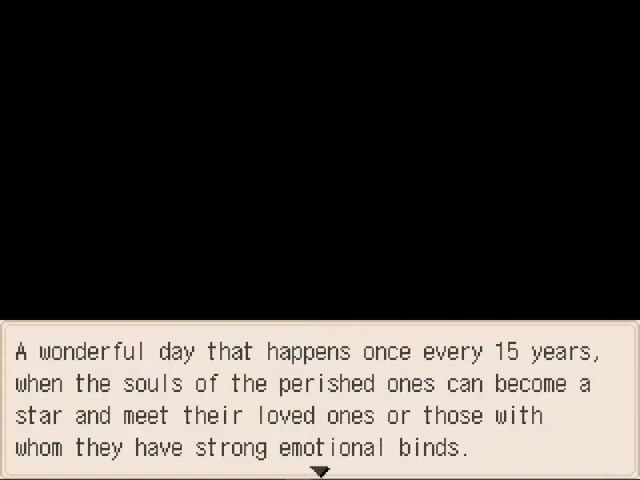 A wonderful day that happens once every 15 years,
when the souls of the perished ones can become a
star and meet their loved ones or those with
whom they have strong emotional binds.